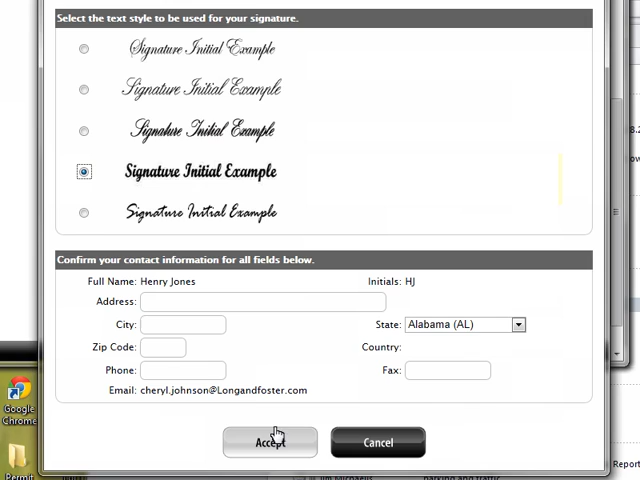 Select the text style to be used for your signature.
Signature Initial Example
Signature Initial Example
Signature Initial Example
Signature Initial Example
Signature Initial Example
Confirm your contact information for all fields below.
Full Name: Henry Jones Initials: HJ
Address:
City: State: Alabama (AL)
Zip Code: Country:
Phone: Fax:
Email: cheryl.johnson@Longandfoster.com
Accept Cancel
Google
Chrome
Permit
Report
parking and traffic